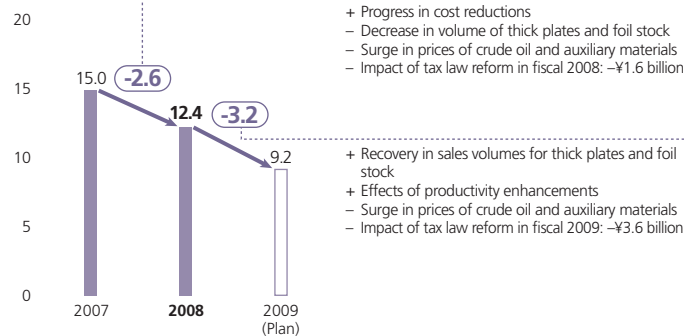 20
15
10
5
0
15.0
-2.6
12.4
-3.2
9.2
2007
2008
2009
(Plan)
+ Progress in cost reductions
– Decrease in volume of thick plates and foil stock
– Surge in prices of crude oil and auxiliary materials
– Impact of tax law reform in fiscal 2008: –¥1.6 billion
+ Recovery in sales volumes for thick plates and foil
stock
+ Effects of productivity enhancements
– Surge in prices of crude oil and auxiliary materials
– Impact of tax law reform in fiscal 2009: –¥3.6 billion